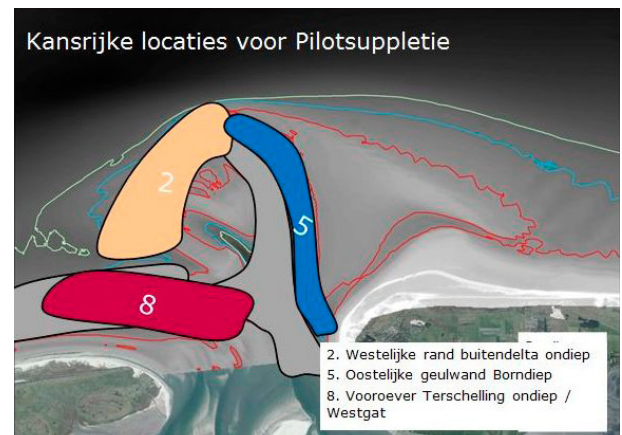 Kansrijke locaties voor Pilotsuppletie
2
5
8
2. Westelijke rand buitendelta ondiep
5. Oostelijke geulwand Borndiep
8. Vooroever Terschelling ondiep /
Westgat